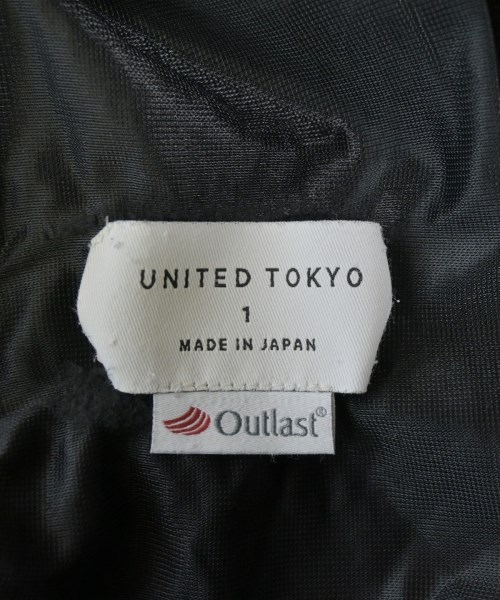 UNITED TOKYO
1
MADE IN JAPAN
Outlast®